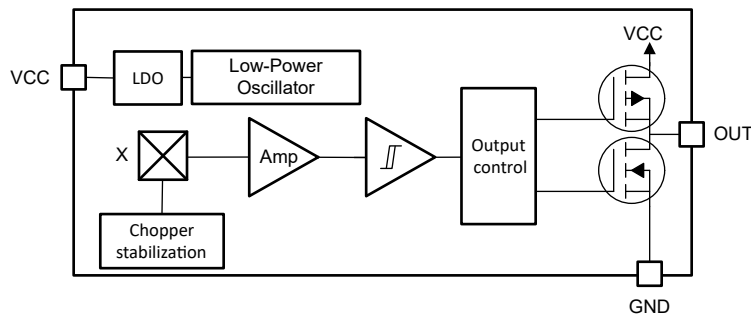 VCC
VCC
LDO
Low-Power
Oscillator
OUT
X
Amp
Output
control
Chopper
stabilization
GND